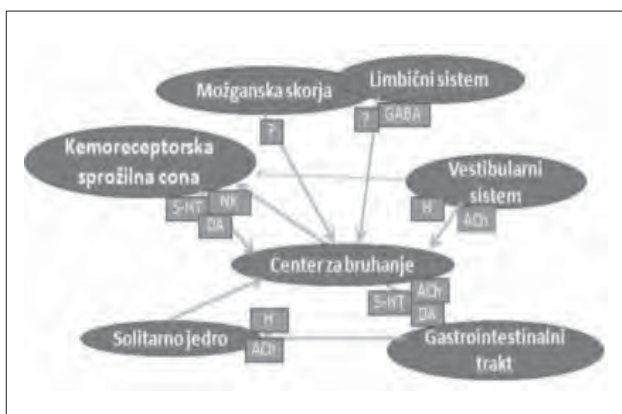 Možganska skorja
Limbični sistem
?
?
GABA
Kemoreceptorska
sprožilna cona
Vestibularni
sistem
5-HT
NK
DA
H
ACh
Center za bruhanje
5-HT
ACh
DA
Solitarno jedro
H
ACh
Gastrointestinalni
trakt